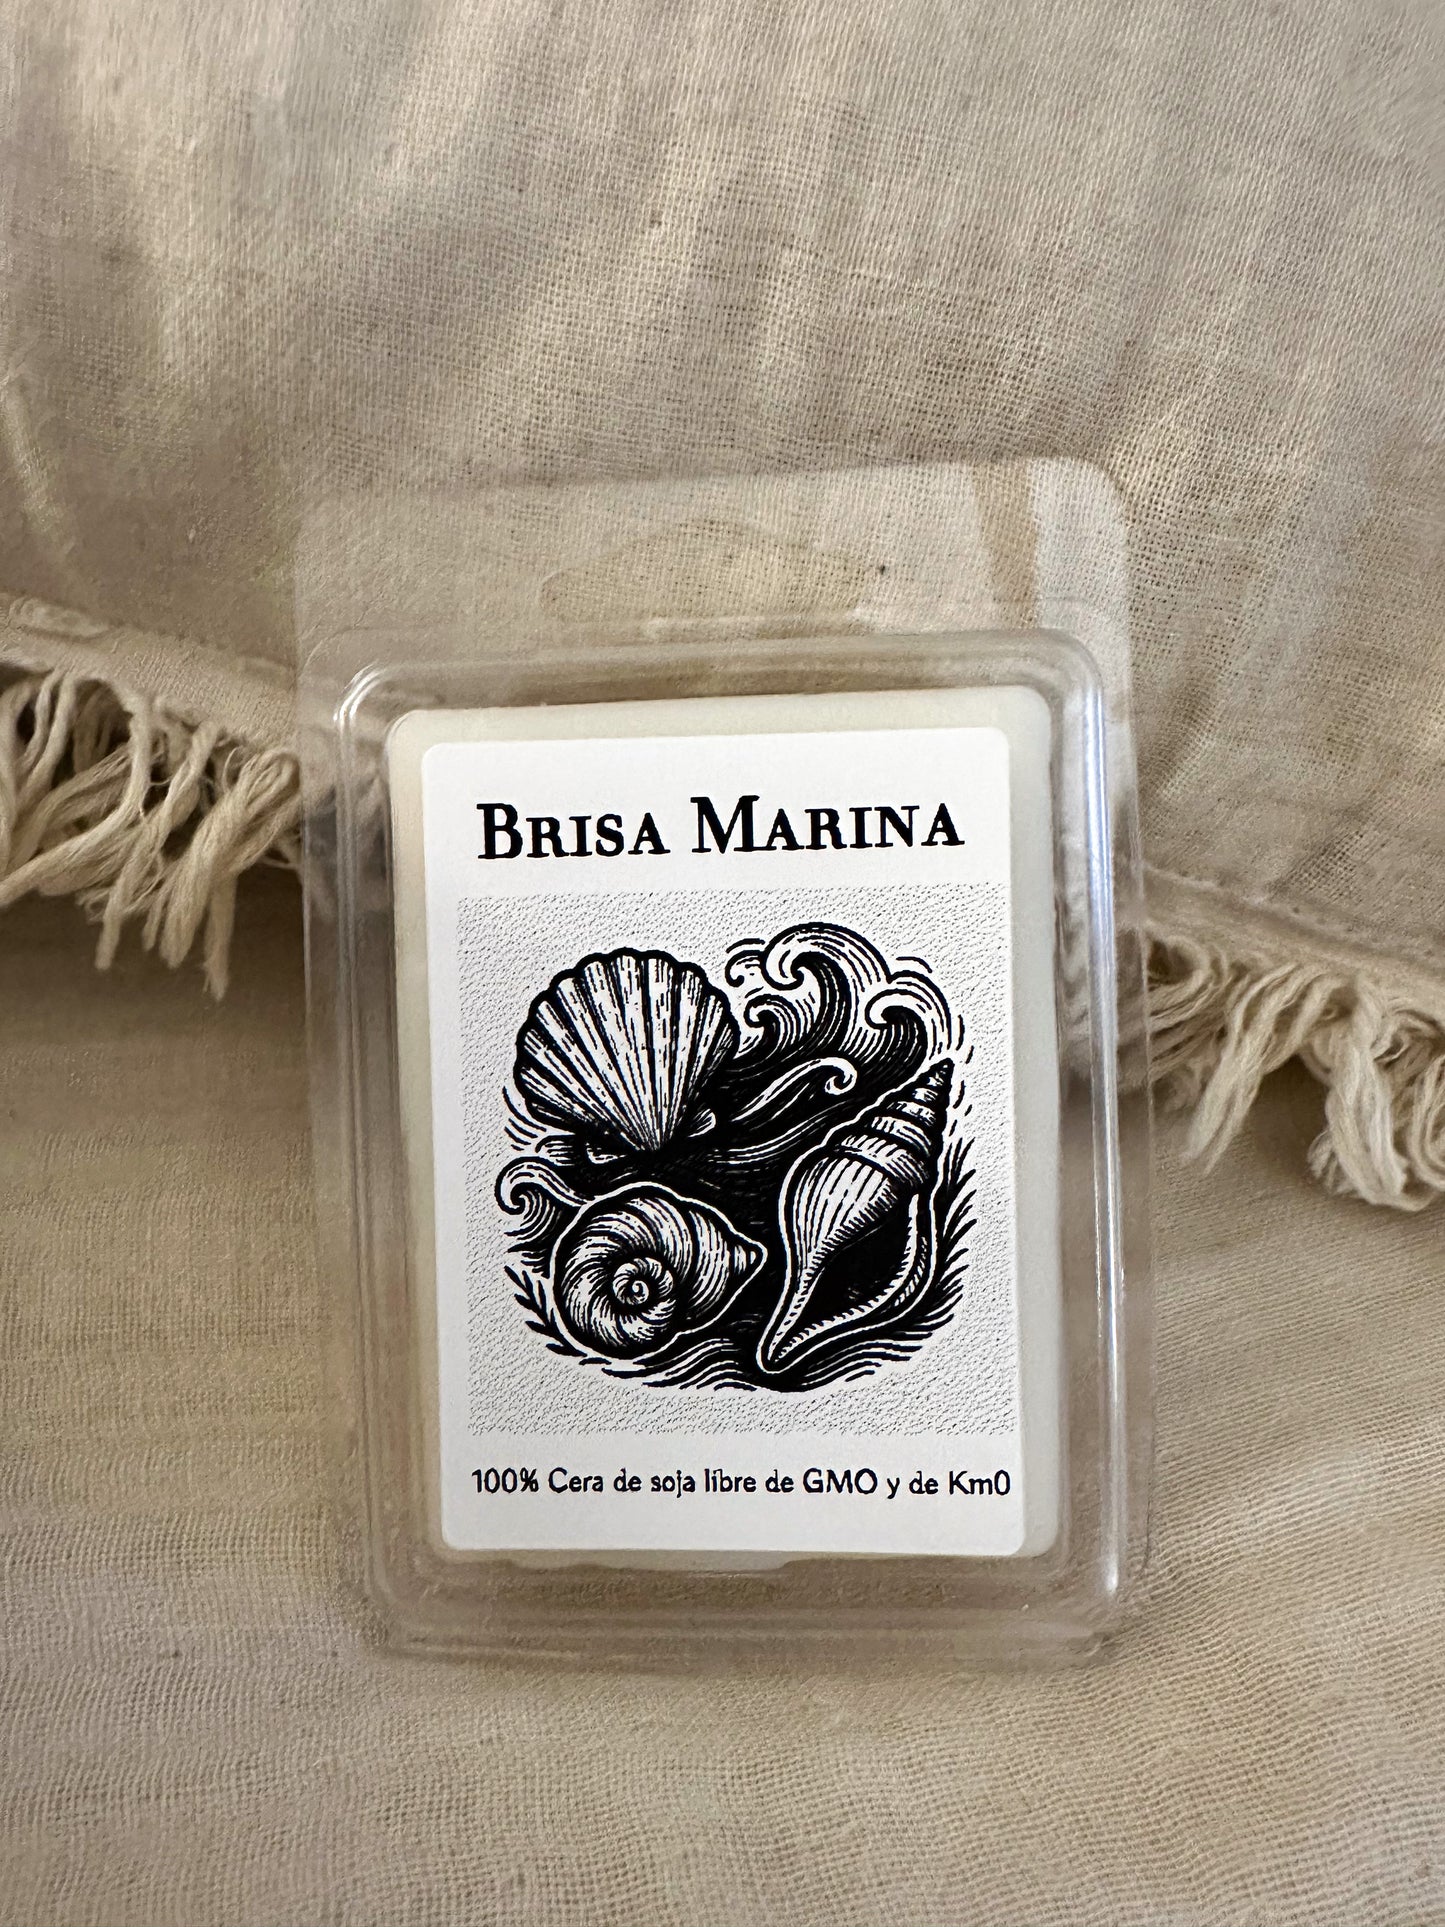 BRISA MARINA
100% Cera de soja libre de GMO y de Km0